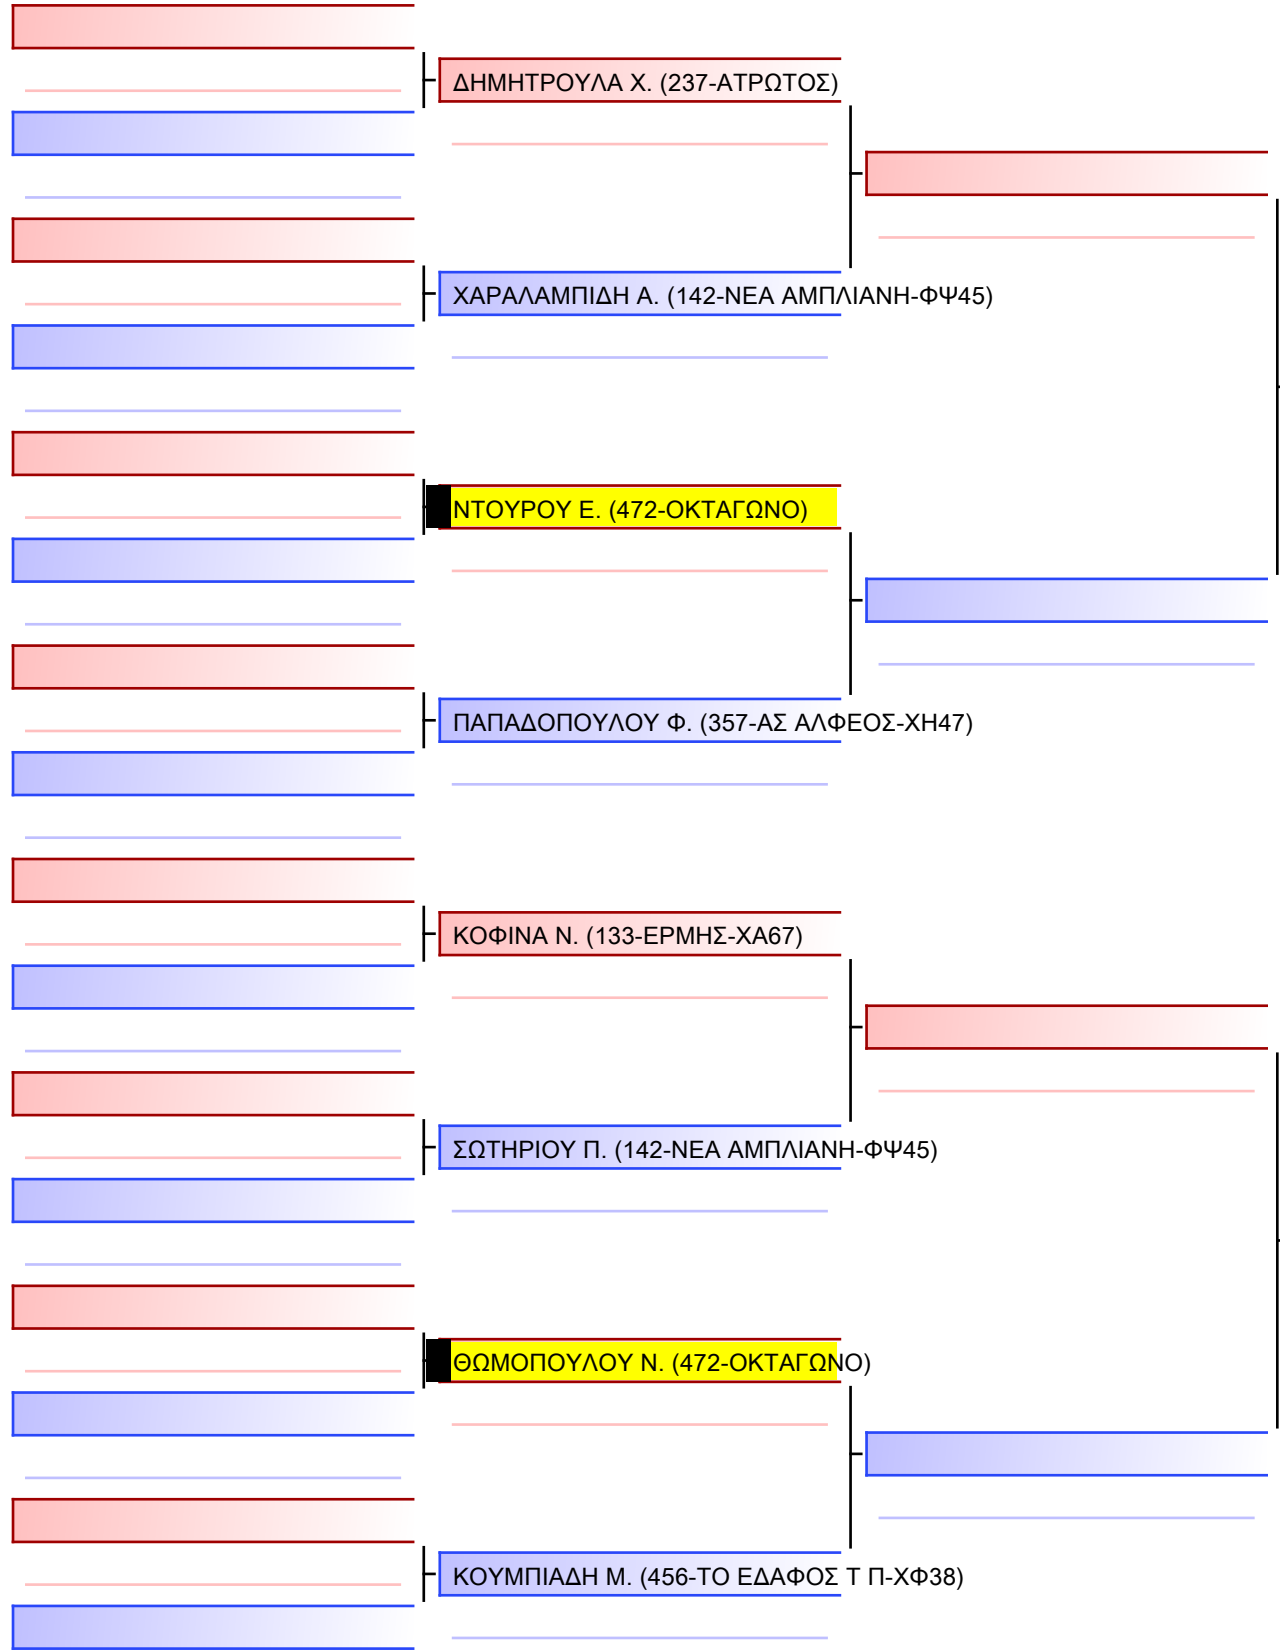 ΔΗΜΗΤΡΟΥΛΑ Χ. (237-ΑΤΡΩΤΟΣ)
ΧΑΡΑΛΑΜΠΙΔΗ Α. (142-ΝΕΑ ΑΜΠΛΙΑΝΗ-ΦΨ45)
ΝΤΟΥΡΟΥ Ε. (472-ΟΚΤΑΓΩΝΟ)
ΠΑΠΑΔΟΠΟΥΛΟΥ Φ. (357-ΑΣ ΑΛΦΕΟΣ-ΧΗ47)
ΚΟΦΙΝΑ Ν. (133-ΕΡΜΗΣ-ΧΑ67)
ΣΩΤΗΡΙΟΥ Π. (142-ΝΕΑ ΑΜΠΛΙΑΝΗ-ΦΨ45)
ΘΩΜΟΠΟΥΛΟΥ Ν. (472-ΟΚΤΑΓΩΝΟ)
ΚΟΥΜΠΙΑΔΗ Μ. (456-ΤΟ ΕΔΑΦΟΣ Τ Π-ΧΦ38)